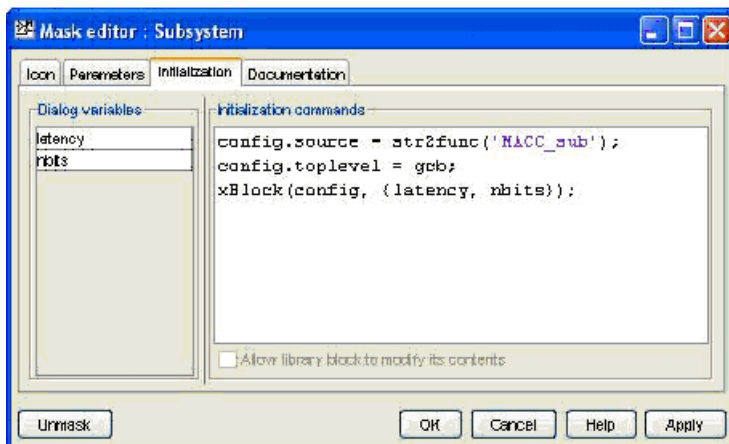 Mask editor : Subsystem
Icon Parameters Initialization Documentation
Dialog variables
latency
nbits
Initialization commands
config.source = str2func('MACC_sub');
config.toplevel = gcb;
xBlock(config, {latency, nbits});
Allow library block to modify its contents
Unmask OK Cancel Help Apply